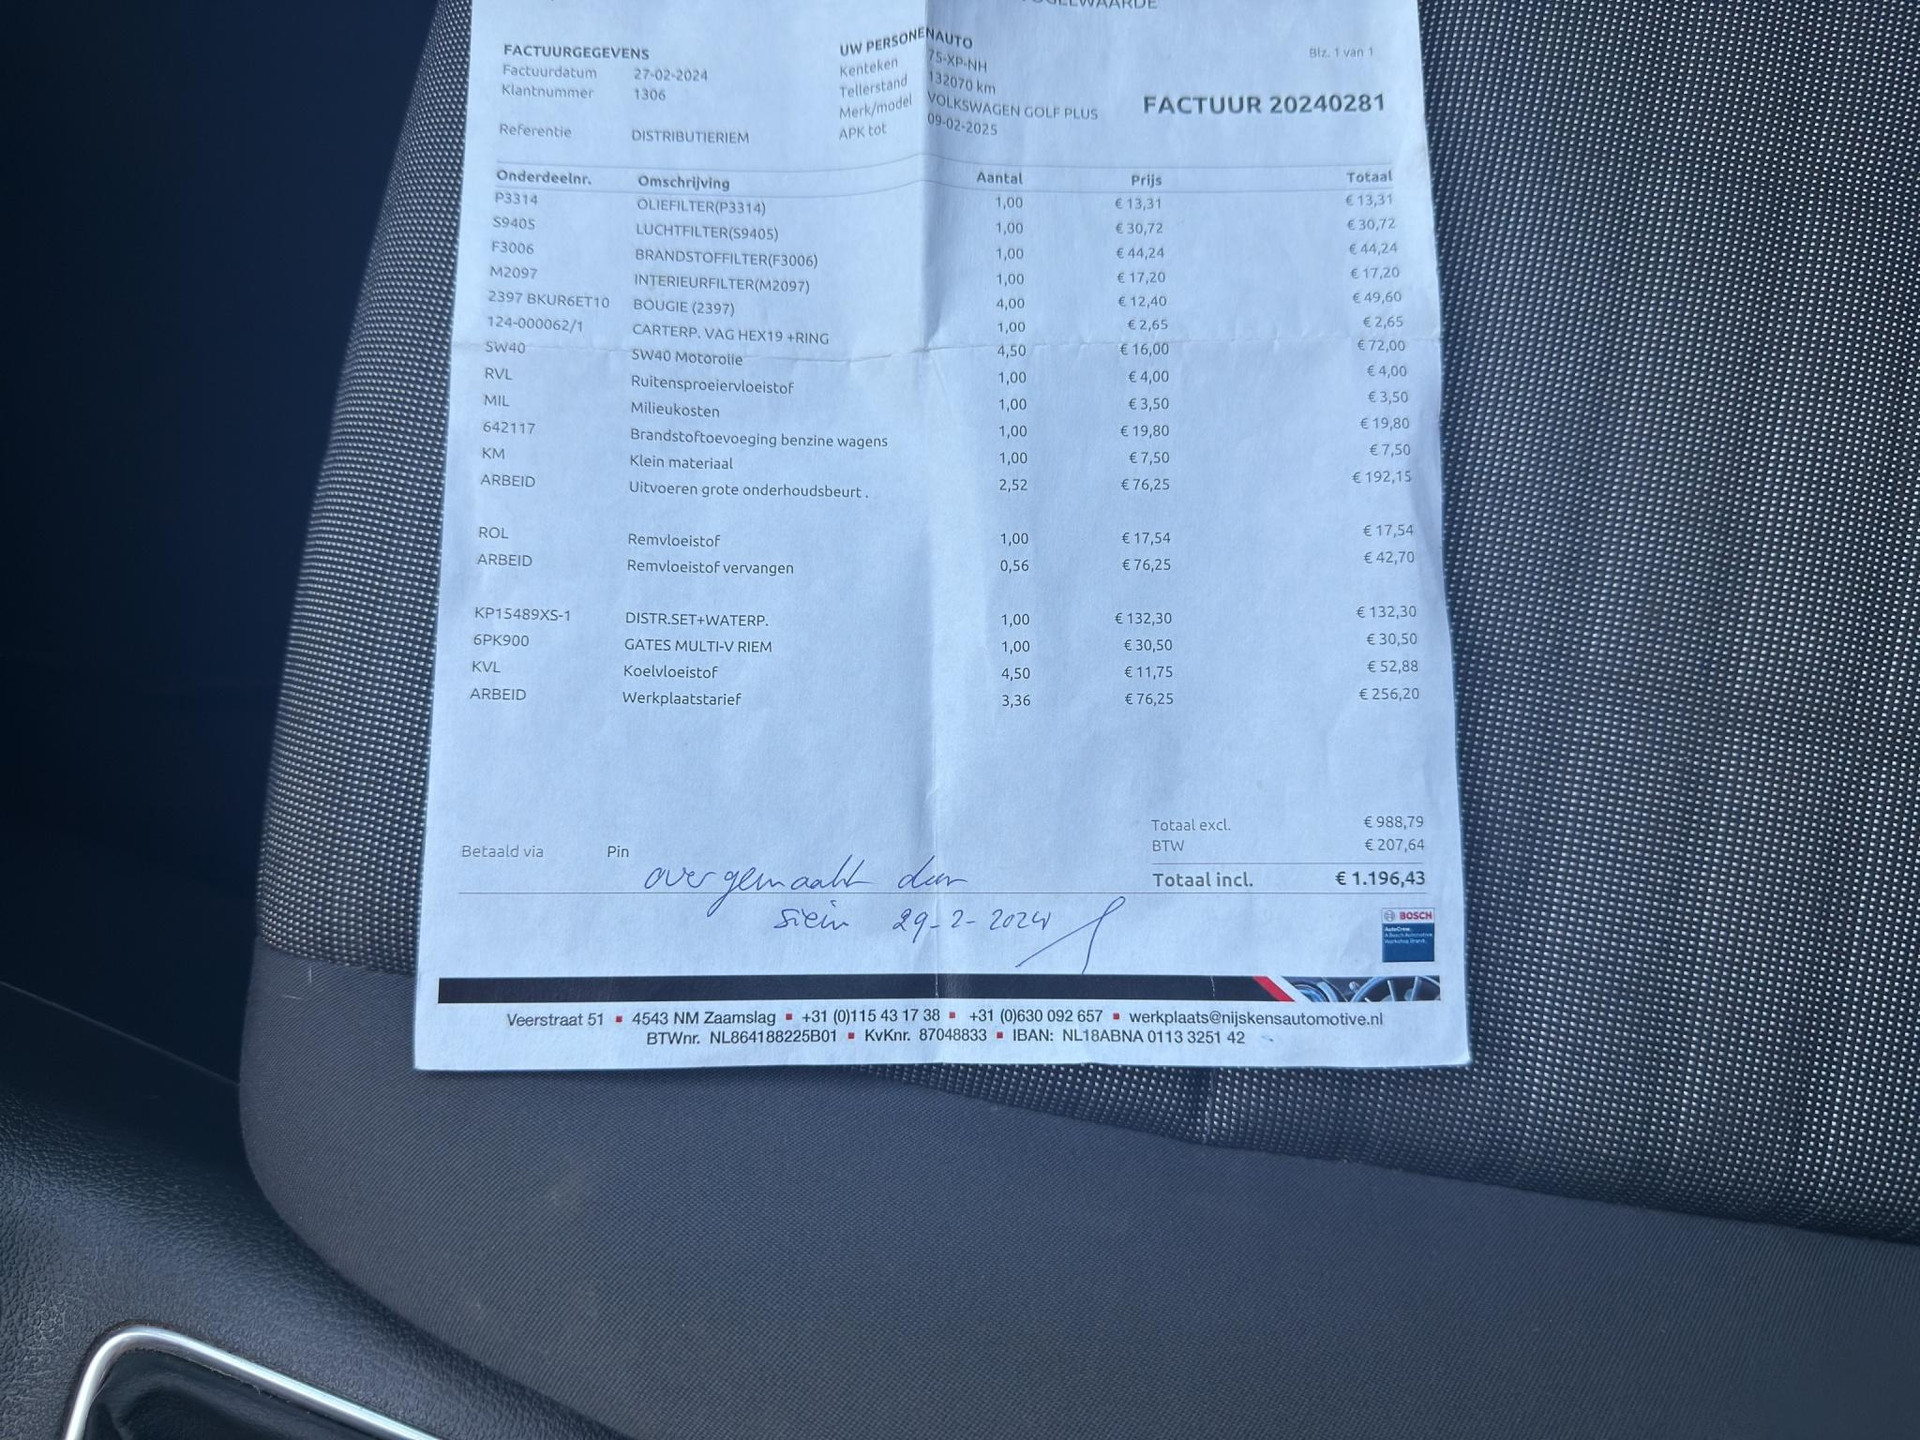 FACTUURGEGEVENS
Factuurdatum 27-02-2024
Klantnummer 1306
Referentie DISTRIBUTIERIEM
UW PERSONENAUTO
Kenteken 75-XP-NH
Tellerstand 132070 km
Merk/model VOLKSWAGEN GOLF PLUS
APK tot 09-02-2025
Blz. 1 van 1
FACTUUR 20240281
Onderdeelnr. Omschrijving Aantal Prijs Totaal
P3314 OLIEFILTER(P3314) 1,00 € 13,31 € 13,31
S9405 LUCHTFILTER(S9405) 1,00 € 30,72 € 30,72
F3006 BRANDSTOFFILTER(F3006) 1,00 € 44,24 € 44,24
M2097 INTERIEURFILTER(M2097) 1,00 € 17,20 € 17,20
2397 BKUR6ET10 BOUGIE (2397) 4,00 € 12,40 € 49,60
124-000062/1 CARTERP. VAG HEX19 +RING 1,00 € 2,65 € 2,65
5W40 5W40 Motorolie 4,50 € 16,00 € 72,00
RVL Ruitensproeiervloeistof 1,00 € 4,00 € 4,00
MIL Milieukosten 1,00 € 3,50 € 3,50
642117 Brandstoftoevoeging benzine wagens 1,00 € 19,80 € 19,80
KM Klein materiaal 1,00 € 7,50 € 7,50
ARBEID Uitvoeren grote onderhoudsbeurt . 2,52 € 76,25 € 192,15
ROL Remvloeistof 1,00 € 17,54 € 17,54
ARBEID Remvloeistof vervangen 0,56 € 76,25 € 42,70
KP15489XS-1 DISTR.SET+WATERP. 1,00 € 132,30 € 132,30
6PK900 GATES MULTI-V RIEM 1,00 € 30,50 € 30,50
KVL Koelvloeistof 4,50 € 11,75 € 52,88
ARBEID Werkplaatstarief 3,36 € 76,25 € 256,20
Totaal excl. € 988,79
BTW € 207,64
Betaald via Pin
Totaal incl. € 1.196,43
overgemaakt
29-2-2024
BOSCH
AutoCrew.
A Bosch Automotive
Workshop Brand.
Veerstraat 51 ▪ 4543 NM Zaamslag ▪ +31 (0)115 43 17 38 ▪ +31 (0)630 092 657 ▪ werkplaats@nijskensautomotive.nl
BTWnr. NL864188225B01 ▪ KvKnr. 87048833 ▪ IBAN: NL18ABNA 0113 3251 42